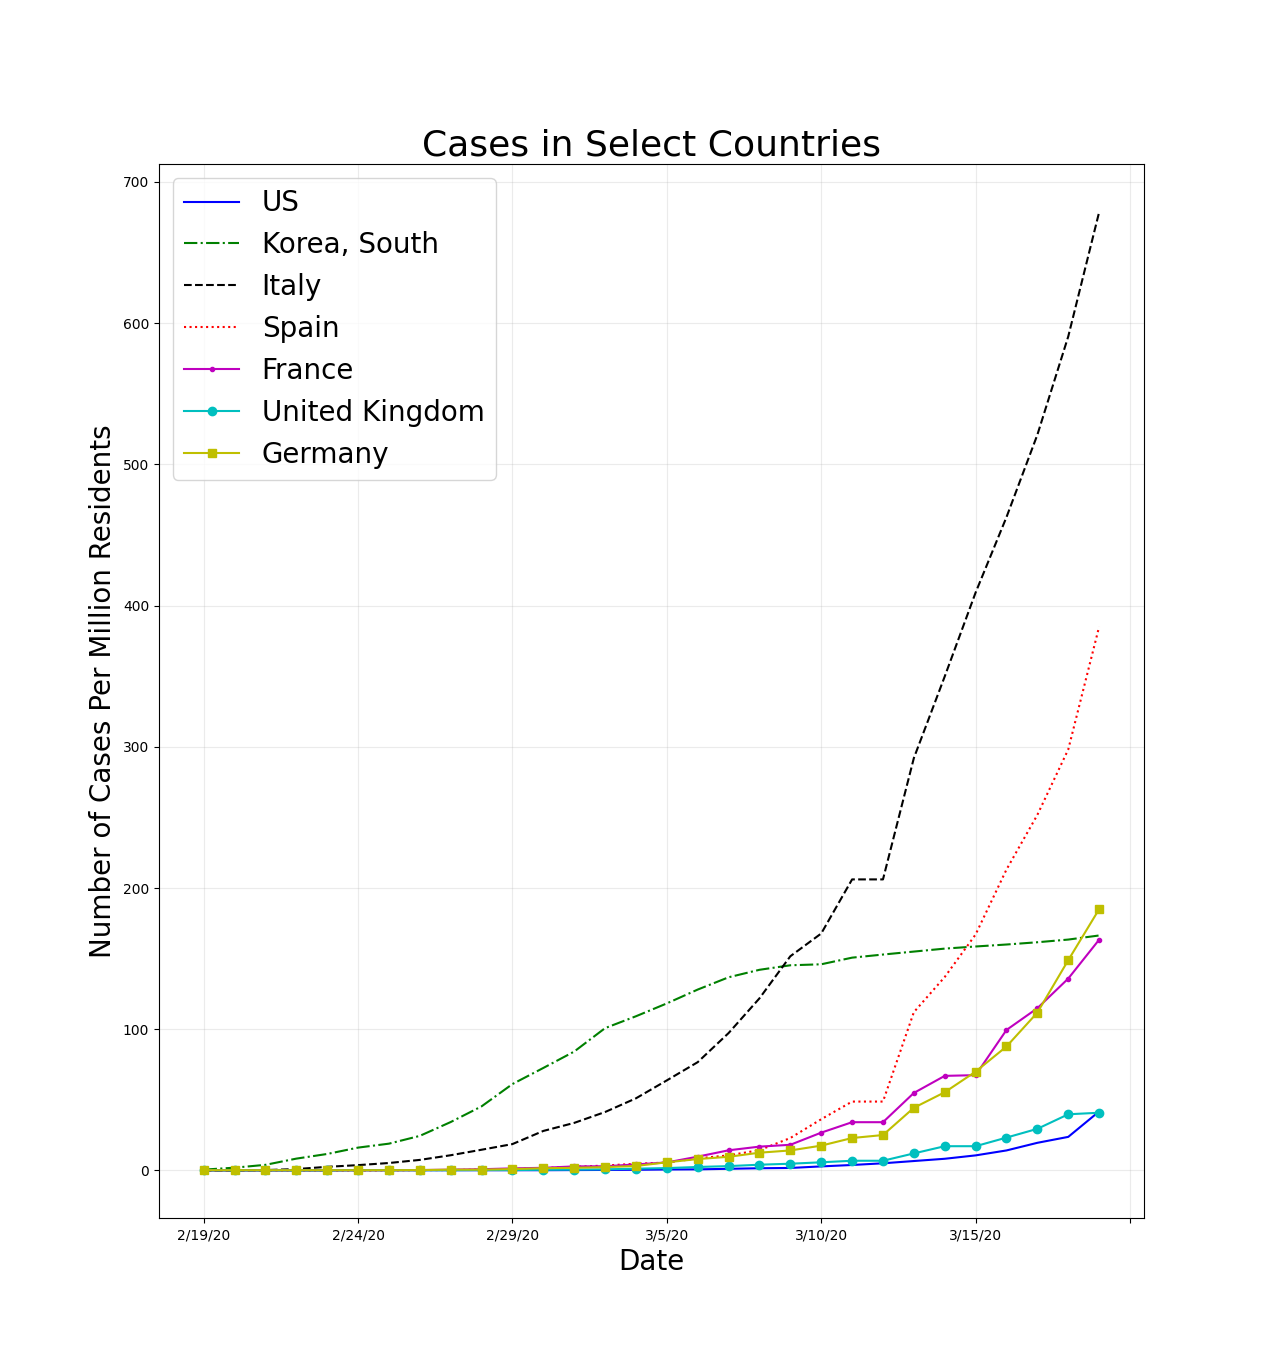 Cases in Select Countries
US
Korea, South
Italy
Spain
France
United Kingdom
Germany
Number of Cases Per Million Residents
700
600
500
400
300
200
100
0
2/19/20 2/24/20 2/29/20 3/5/20 3/10/20 3/15/20
Date